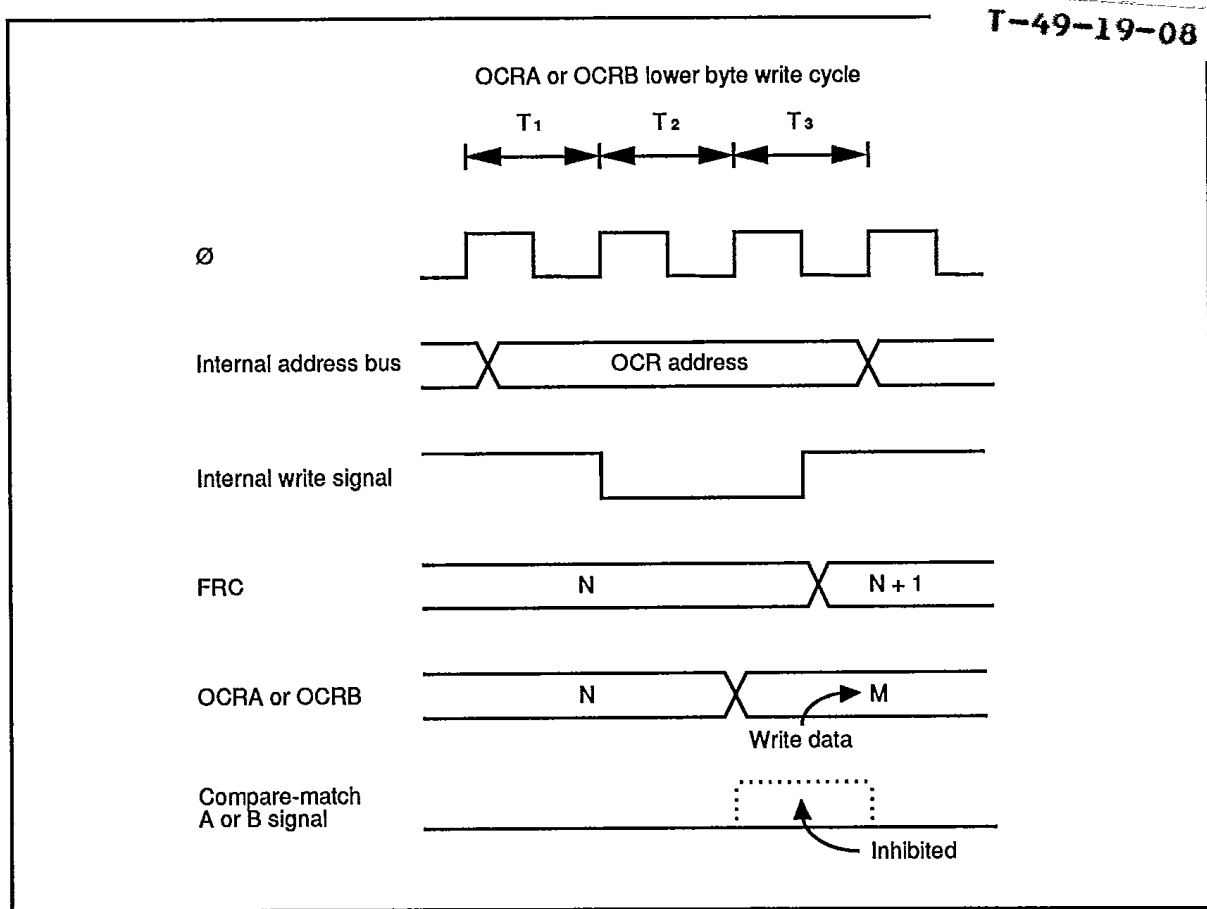 T-49-19-08
OCRA or OCRB lower byte write cycle
T1 T2 T3
Ø
Internal address bus OCR address
Internal write signal
FRC N N + 1
OCRA or OCRB N M
Write data
Compare-match
A or B signal
Inhibited